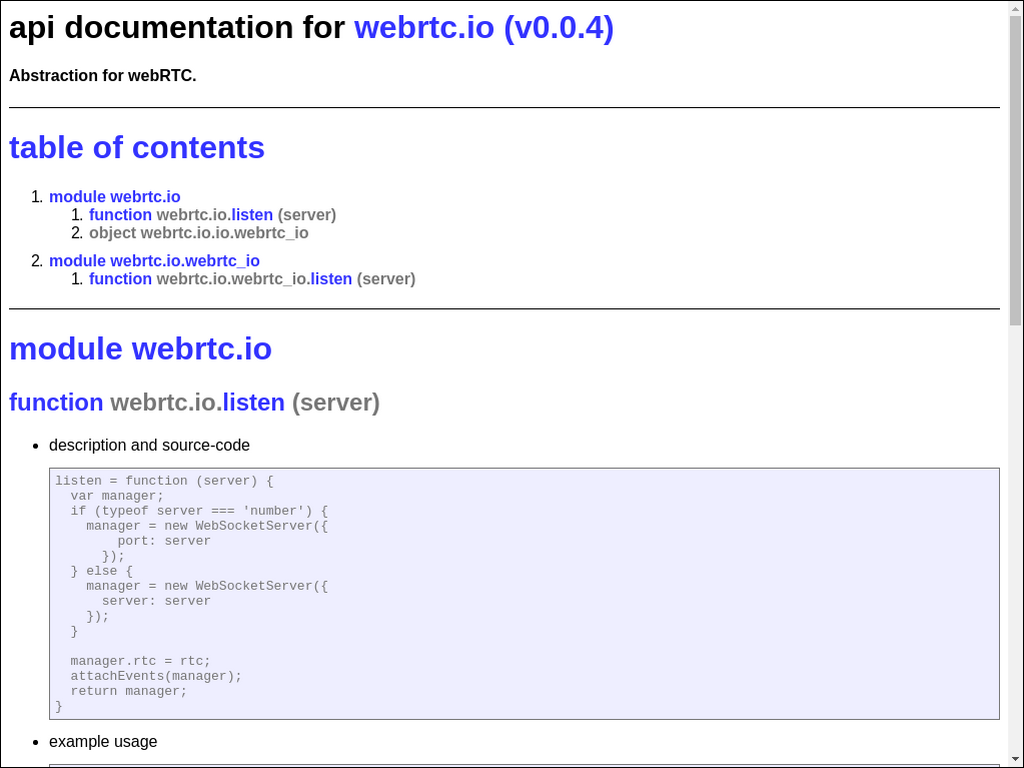 api documentation for webrtc.io (v0.0.4)
Abstraction for webRTC.
table of contents
1. module webrtc.io
1. function webrtc.io.listen (server)
2. object webrtc.io.io.webrtc_io
2. module webrtc.io.webrtc_io
1. function webrtc.io.webrtc_io.listen (server)
module webrtc.io
function webrtc.io.listen (server)
• description and source-code
listen = function (server) {
  var manager;
  if (typeof server === 'number') {
    manager = new WebSocketServer({
        port: server
      });
  } else {
    manager = new WebSocketServer({
      server: server
    });
  }
  manager.rtc = rtc;
  attachEvents(manager);
  return manager;
}
• example usage